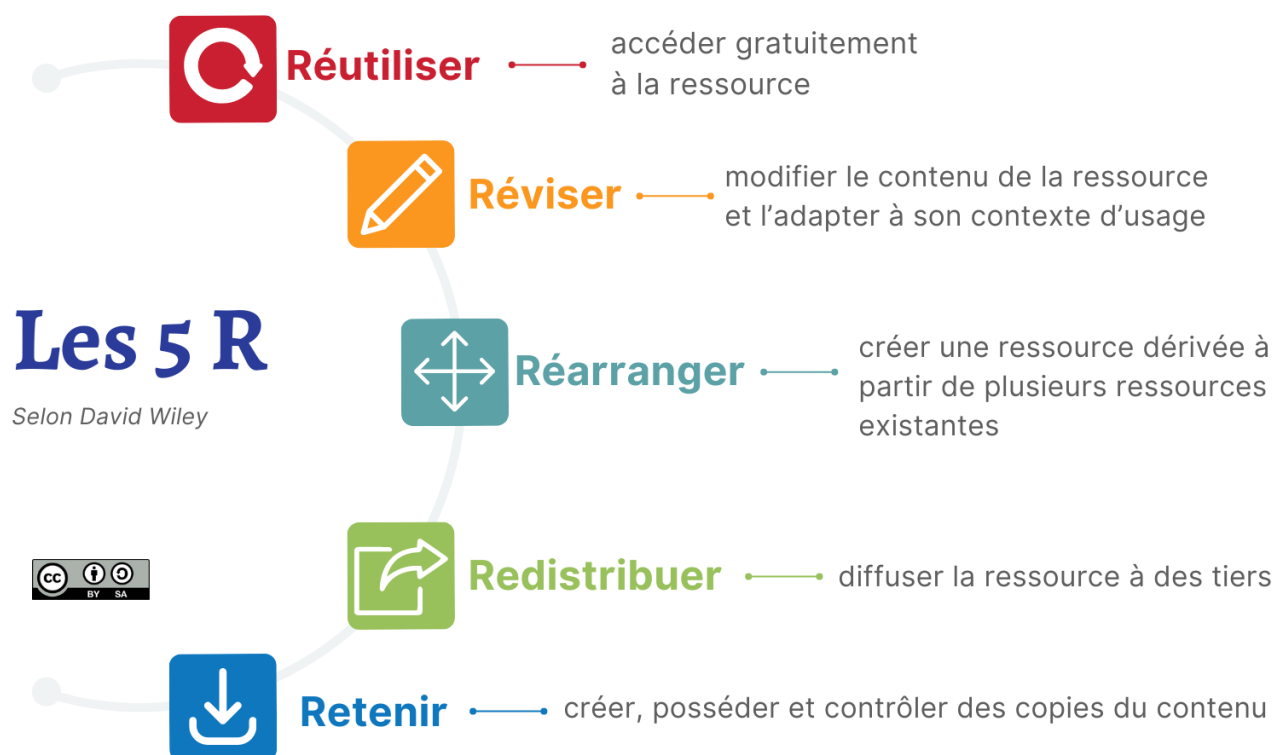 Réutiliser
accéder gratuitement
à la ressource
Réviser
modifier le contenu de la ressource
et l’adapter à son contexte d’usage
Les 5 R
Selon David Wiley
Réarranger
créer une ressource dérivée à
partir de plusieurs ressources
existantes
cc BY SA
Redistribuer
diffuser la ressource à des tiers
Retenir
créer, posséder et contrôler des copies du contenu